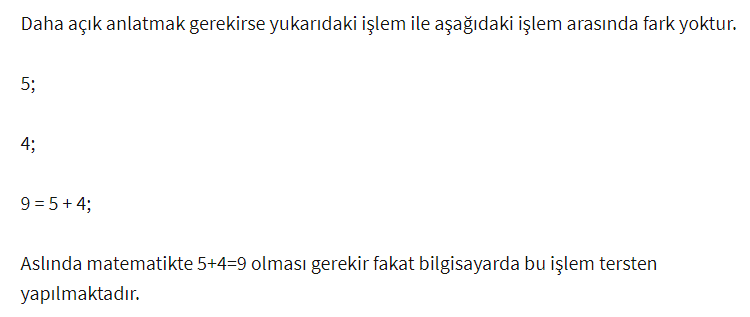 Daha açık anlatmak gerekirse yukarıdaki işlem ile aşağıdaki işlem arasında fark yoktur.
5;
4;
9 = 5 + 4;
Aslında matematikte 5+4=9 olması gerekir fakat bilgisayarda bu işlem tersten
yapılmaktadır.